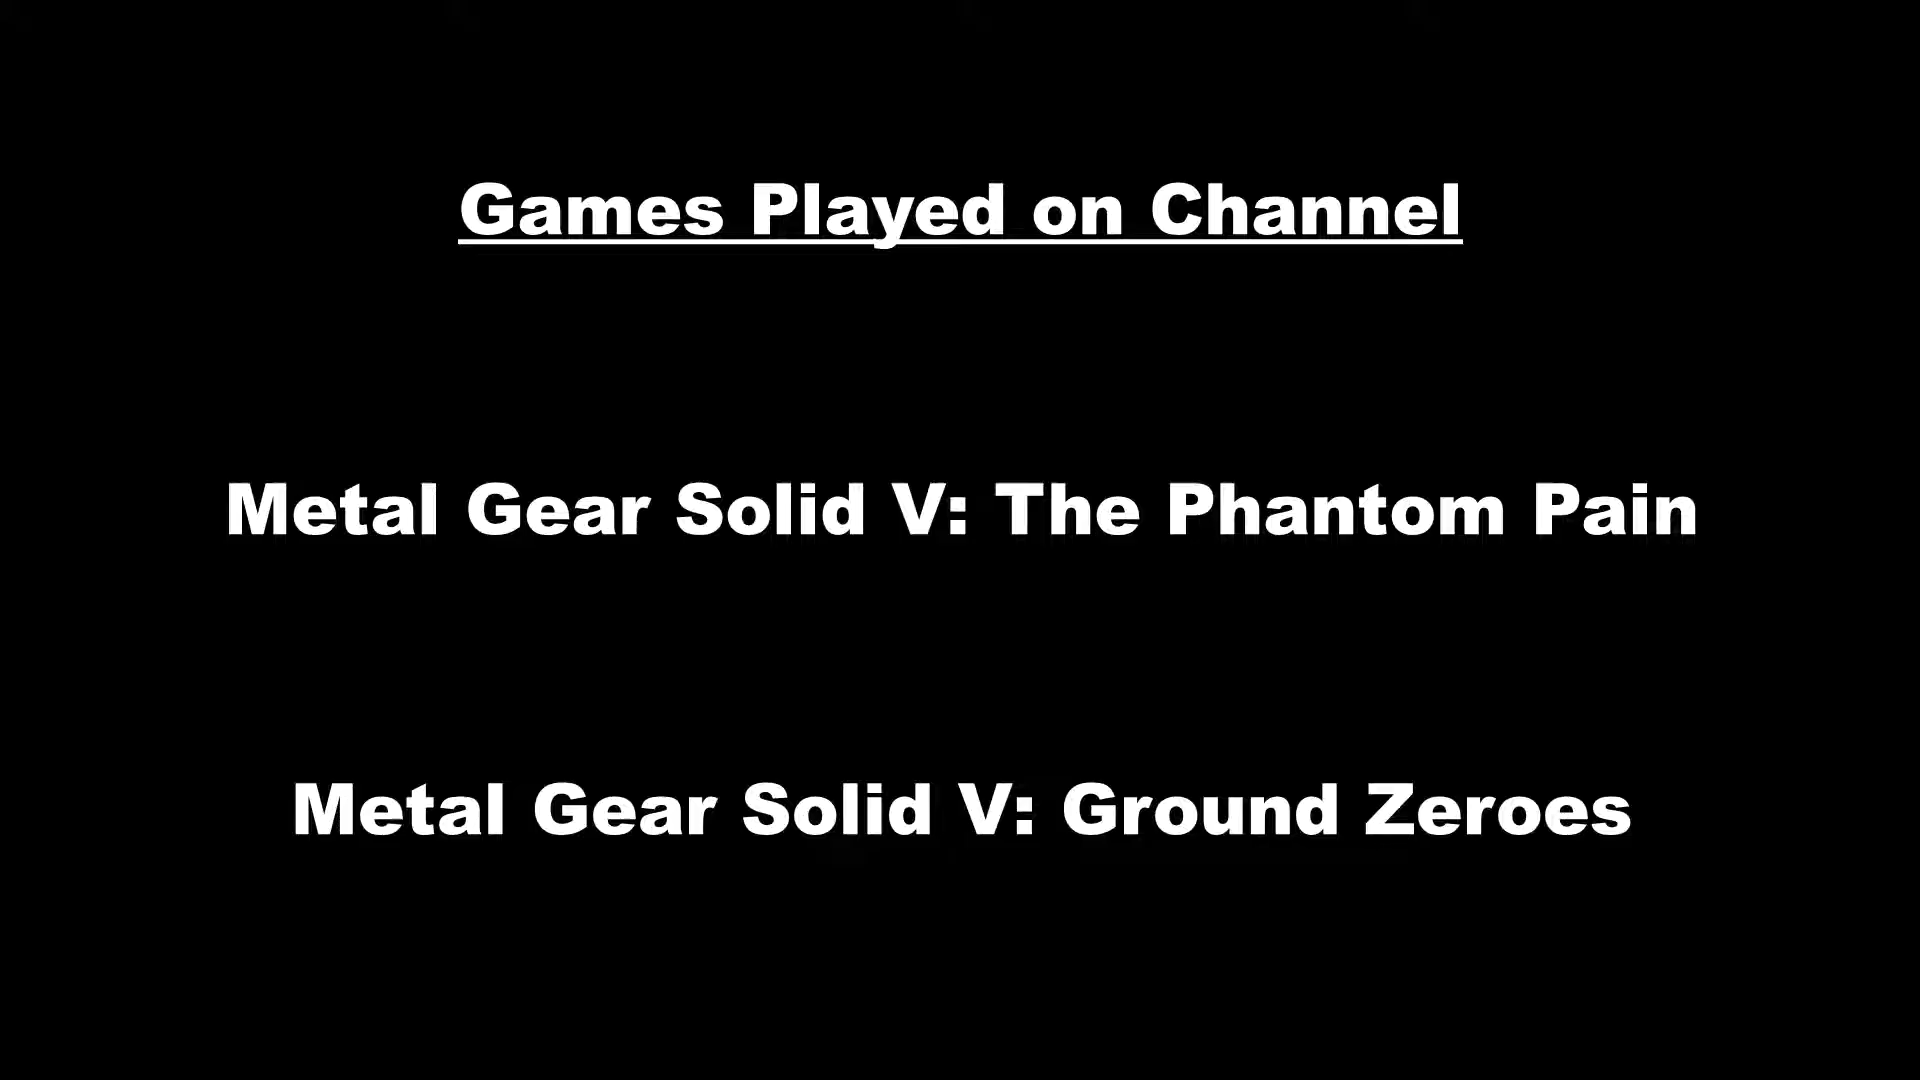 Games Played on Channel
Metal Gear Solid V: The Phantom Pain
Metal Gear Solid V: Ground Zeroes